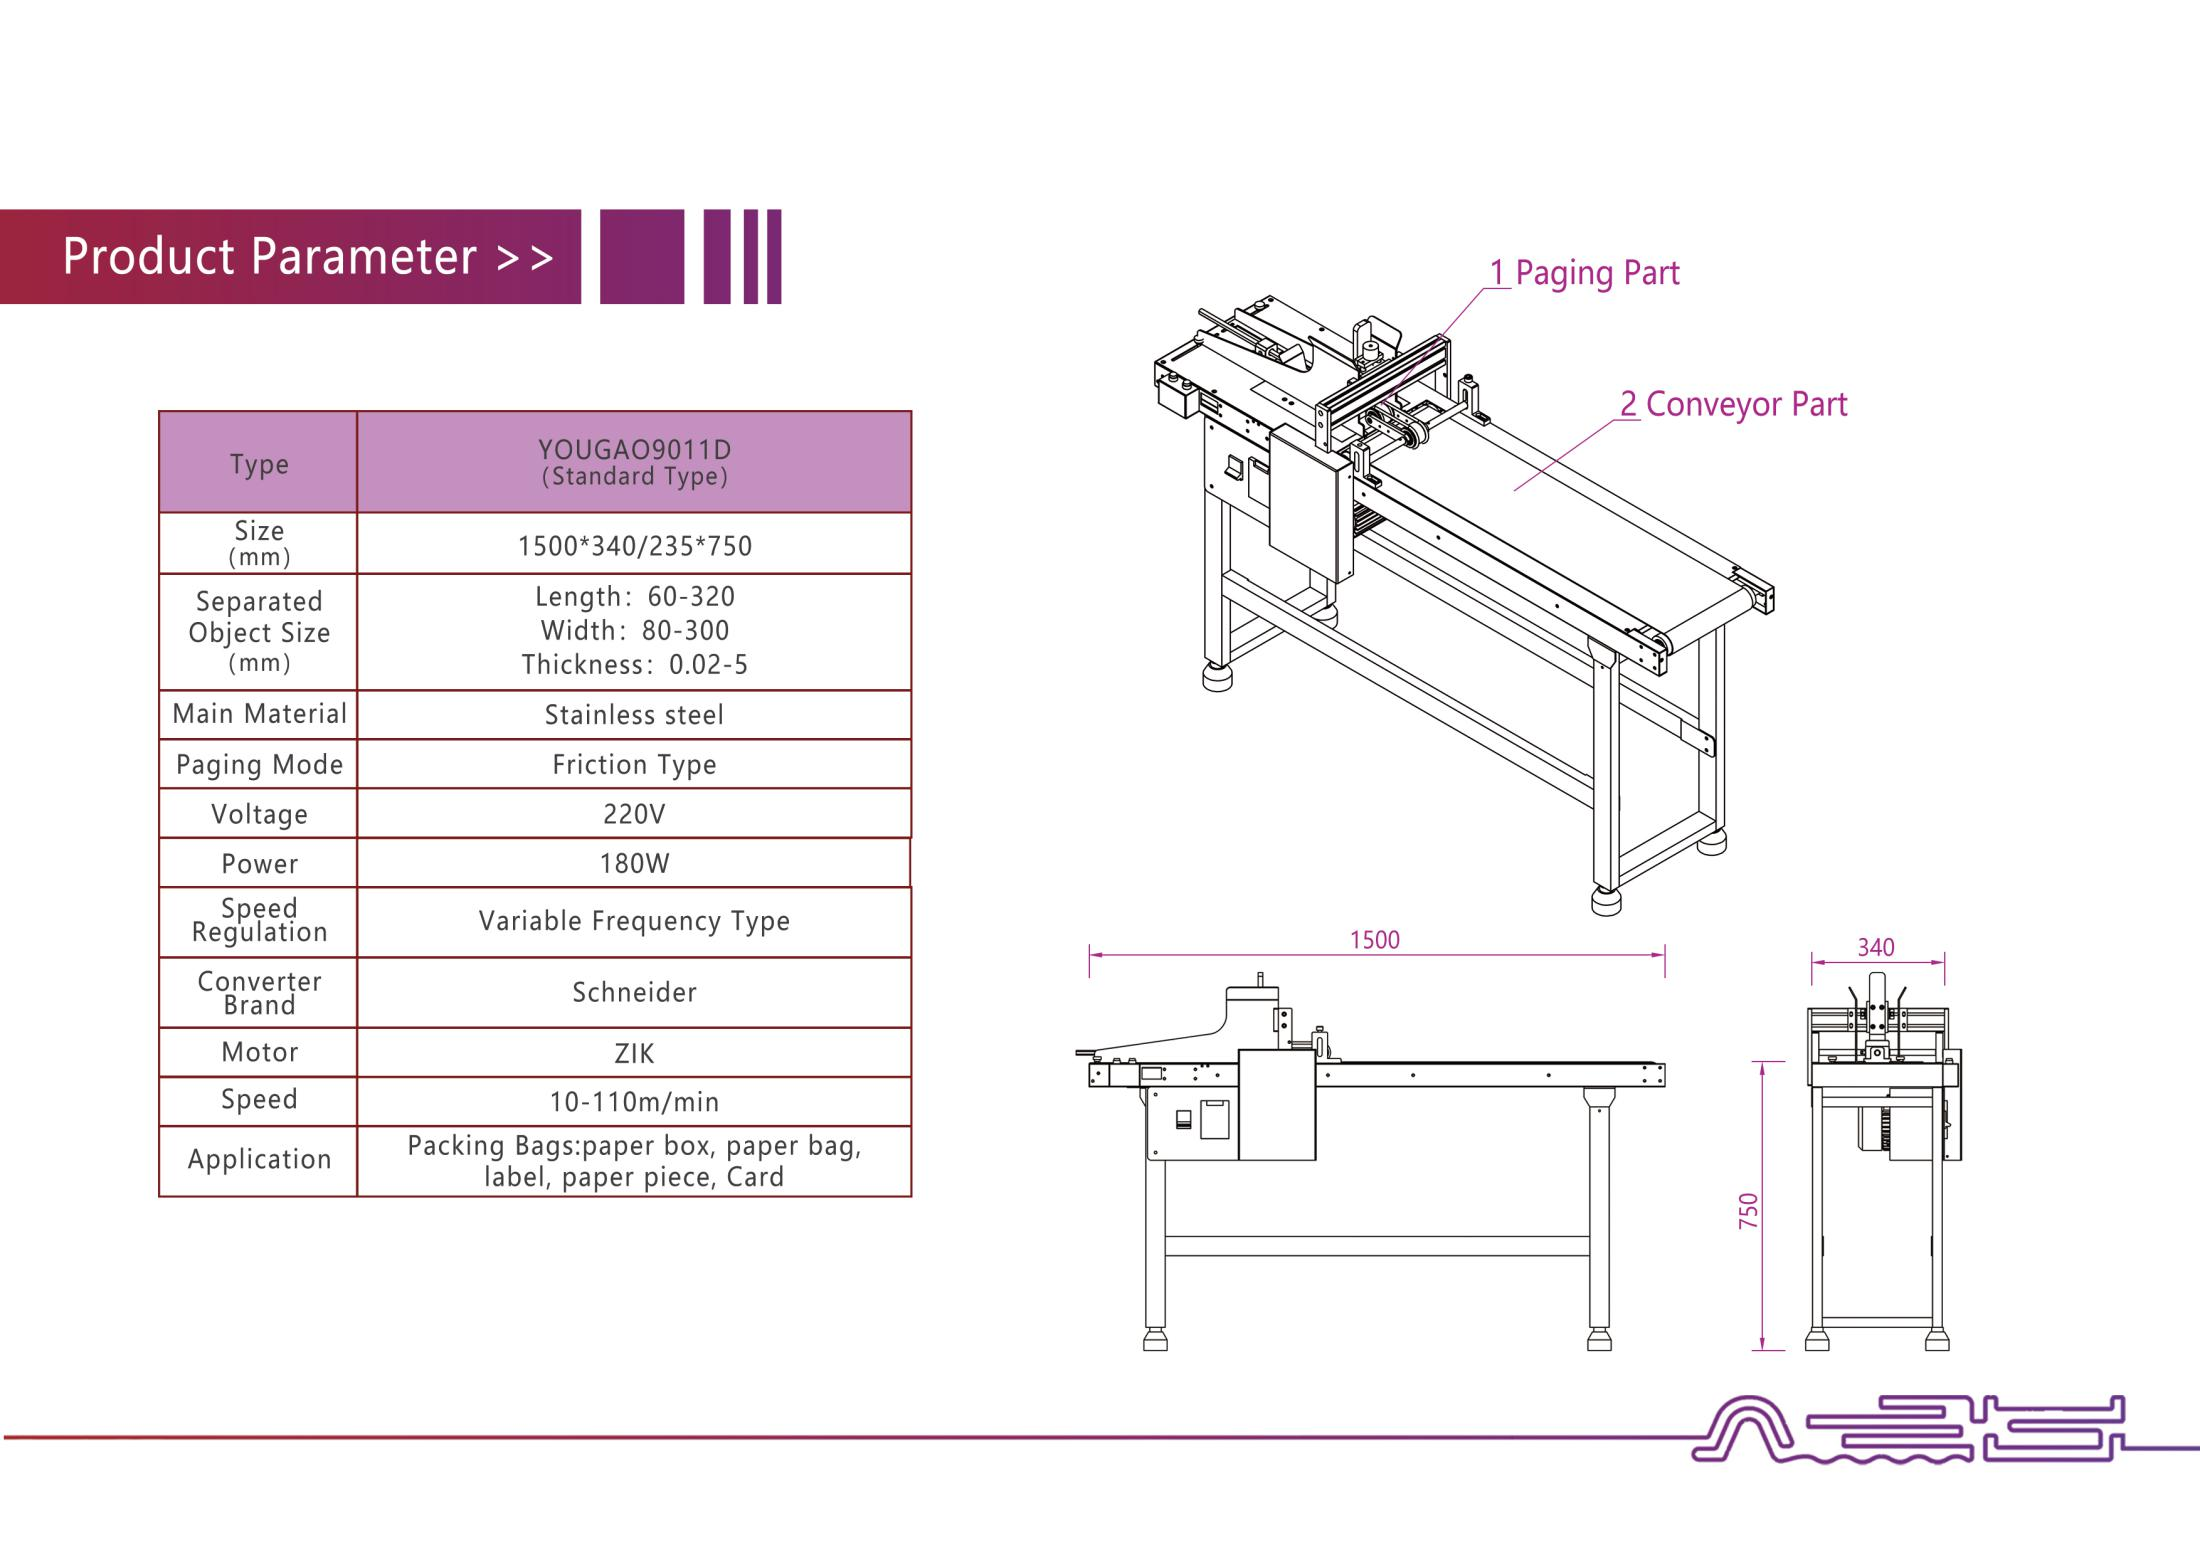 Product Parameter >>
1 Paging Part
2 Conveyor Part
Type
YOUGAO9011D
(Standard Type)
Size
(mm)
1500*340/235*750
Separated
Object Size
(mm)
Length: 60-320
Width: 80-300
Thickness: 0.02-5
Main Material
Stainless steel
Paging Mode
Friction Type
Voltage
220V
Power
180W
Speed
Regulation
Variable Frequency Type
Converter
Brand
Schneider
Motor
ZIK
Speed
10-110m/min
Application
Packing Bags:paper box, paper bag,
label, paper piece, Card
1500
340
750